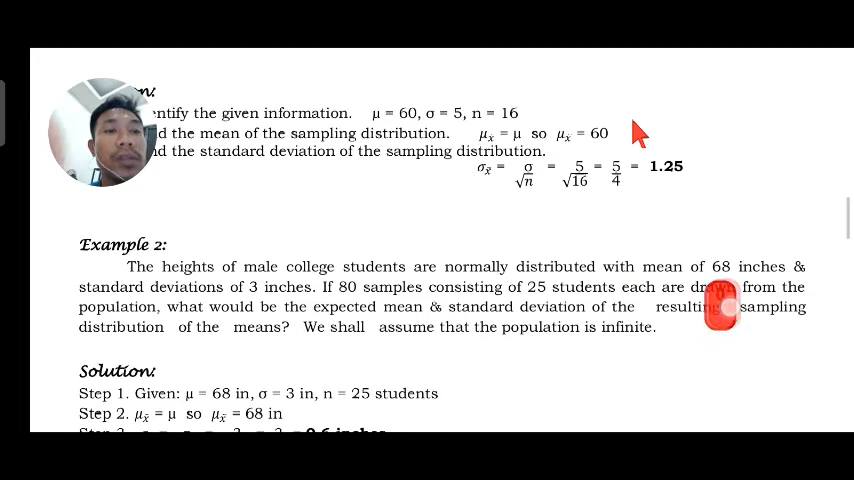 n:
entify the given information. μ = 60, σ = 5, n = 16
d the mean of the sampling distribution. μx̄ = μ so μx̄ = 60
nd the standard deviation of the sampling distribution.
σx̄ = σ/√n = 5/√16 = 5/4 = 1.25
Example 2:
The heights of male college students are normally distributed with mean of 68 inches &
standard deviations of 3 inches. If 80 samples consisting of 25 students each are drawn from the
population, what would be the expected mean & standard deviation of the resulting sampling
distribution of the means? We shall assume that the population is infinite.
Solution:
Step 1. Given: μ = 68 in, σ = 3 in, n = 25 students
Step 2. μx̄ = μ so μx̄ = 68 in